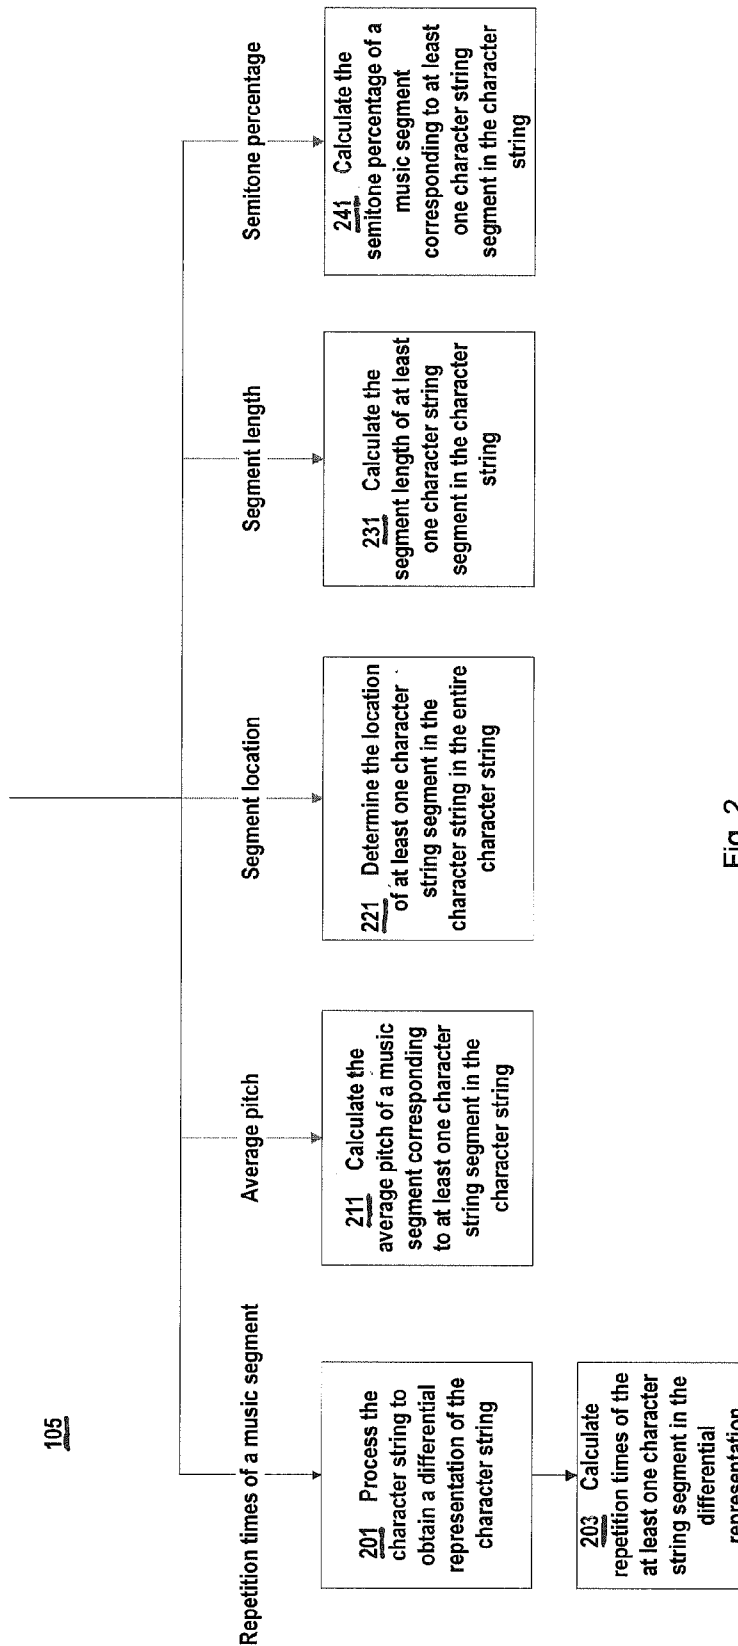 105
Repetition times of a music segment
201 Process the
character string to
obtain a differential
representation of the
character string
203 Calculate
repetition times of the
at least one character
string segment in the
differential
representation
Average pitch
211 Calculate the
average pitch of a music
segment corresponding
to at least one character
string segment in the
character string
Segment location
221 Determine the location
of at least one character
string segment in the
character string in the entire
character string
Segment length
231 Calculate the
segment length of at least
one character string
segment in the character
string
Semitone percentage
241 Calculate the
semitone percentage of a
music segment
corresponding to at least
one character string
segment in the character
string
Fig. 2